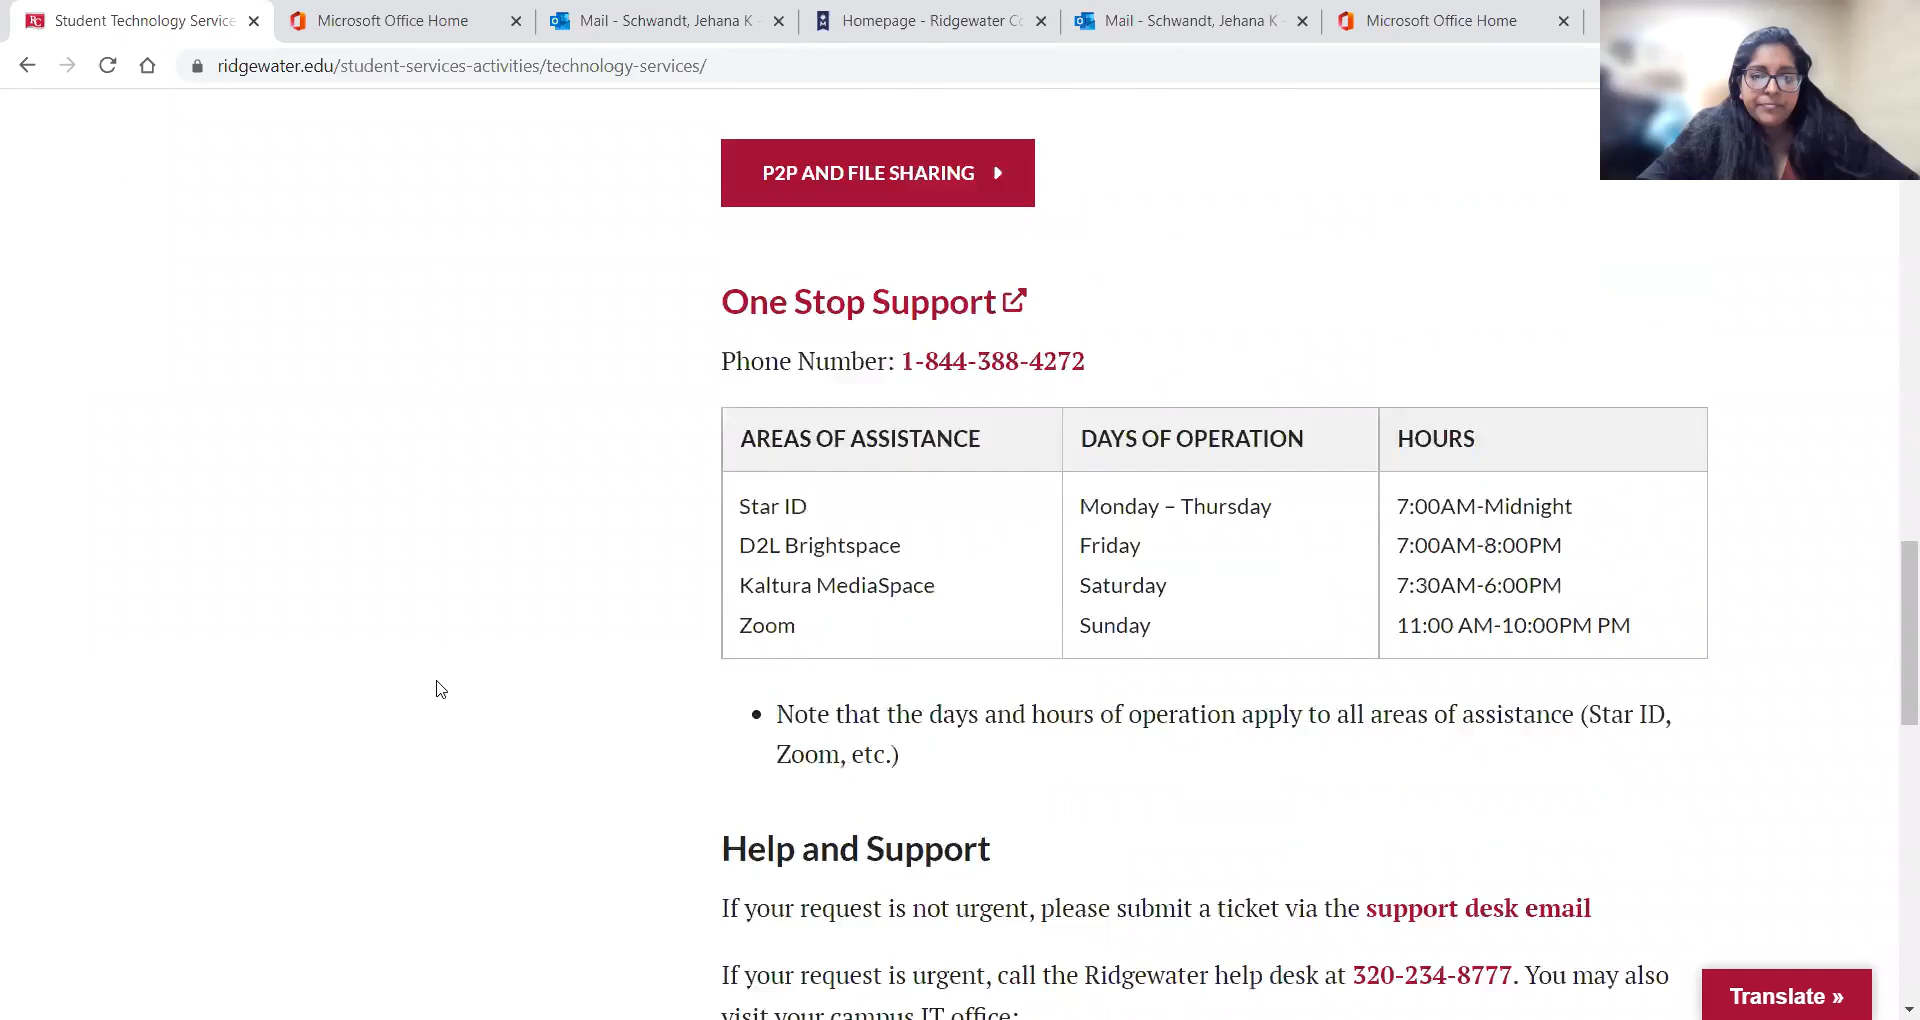 Student Technology Service
Microsoft Office Home
Mail - Schwandt, Jehana K -
Homepage - Ridgewater Co
Mail - Schwandt, Jehana K -
Microsoft Office Home
ridgewater.edu/student-services-activities/technology-services/
P2P AND FILE SHARING
One Stop Support
Phone Number: 1-844-388-4272
AREAS OF ASSISTANCE DAYS OF OPERATION HOURS
Star ID Monday – Thursday 7:00AM-Midnight
D2L Brightspace Friday 7:00AM-8:00PM
Kaltura MediaSpace Saturday 7:30AM-6:00PM
Zoom Sunday 11:00 AM-10:00PM PM
• Note that the days and hours of operation apply to all areas of assistance (Star ID,
Zoom, etc.)
Help and Support
If your request is not urgent, please submit a ticket via the support desk email
If your request is urgent, call the Ridgewater help desk at 320-234-8777. You may also
visit your campus IT office:
Translate »